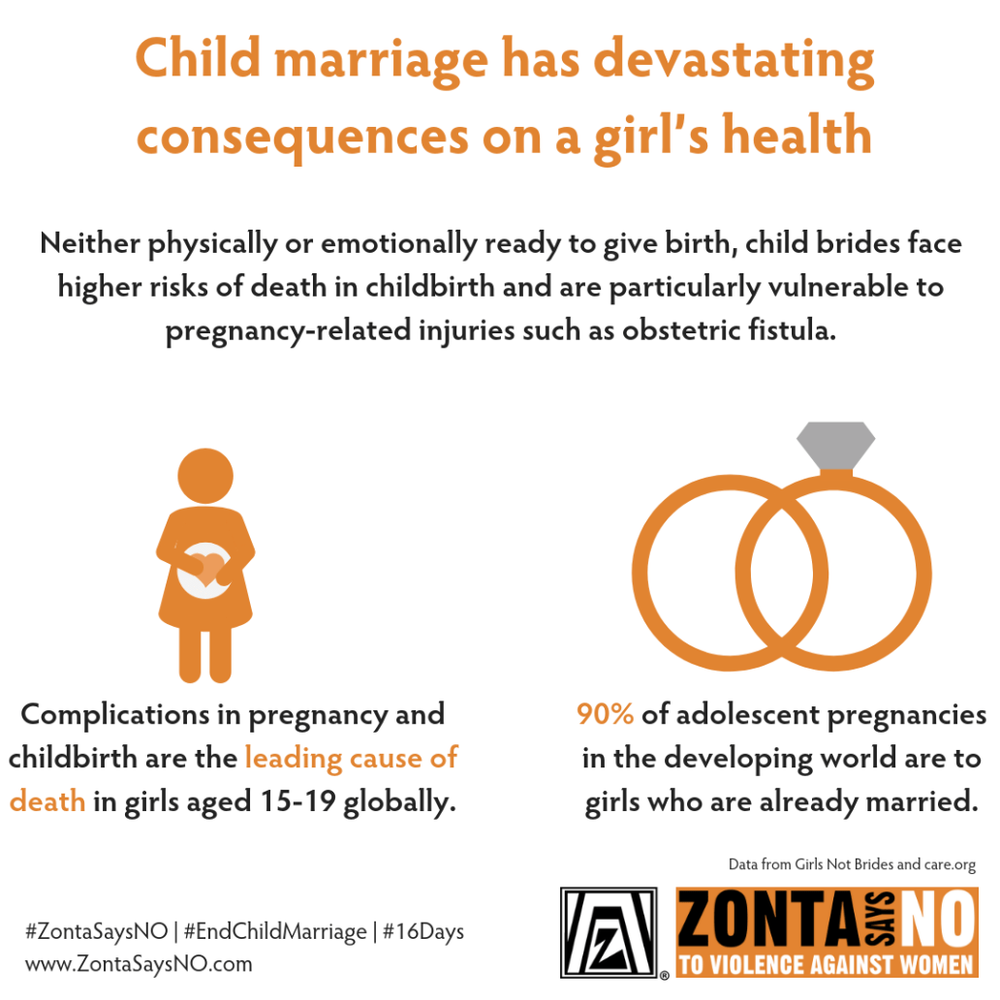 Child marriage has devastating
consequences on a girl's health
Neither physically or emotionally ready to give birth, child brides face
higher risks of death in childbirth and are particularly vulnerable to
pregnancy-related injuries such as obstetric fistula.
Complications in pregnancy and
childbirth are the leading cause of
death in girls aged 15-19 globally.
90% of adolescent pregnancies
in the developing world are to
girls who are already married.
Data from Girls Not Brides and care.org
#ZontaSaysNO | #EndChildMarriage | #16Days
www.ZontaSaysNO.com
®
ZONTA SAYS NO
TO VIOLENCE AGAINST WOMEN